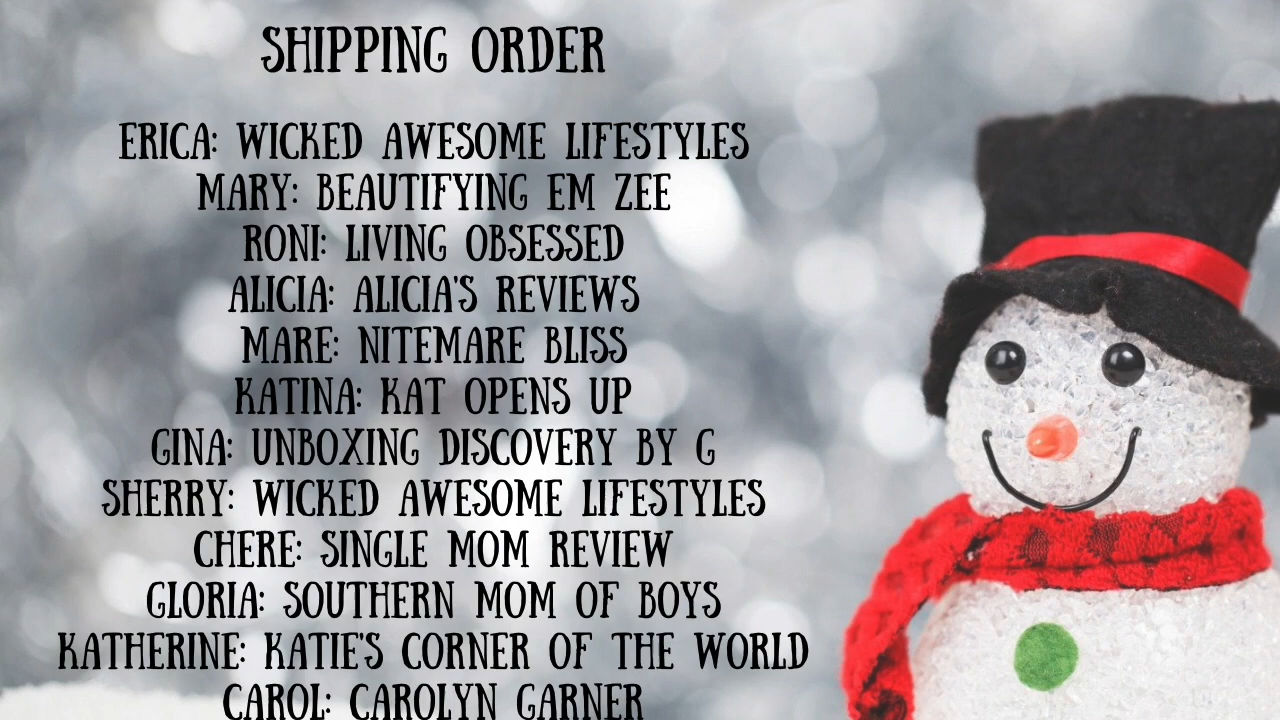 SHIPPING ORDER
ERICA: WICKED AWESOME LIFESTYLES
MARY: BEAUTIFYING EM ZEE
RONI: LIVING OBSESSED
ALICIA: ALICIA'S REVIEWS
MARE: NITEMARE BLISS
KATINA: KAT OPENS UP
GINA: UNBOXING DISCOVERY BY G
SHERRY: WICKED AWESOME LIFESTYLES
CHERE: SINGLE MOM REVIEW
GLORIA: SOUTHERN MOM OF BOYS
KATHERINE: KATIE'S CORNER OF THE WORLD
CAROL: CAROLYN GARNER